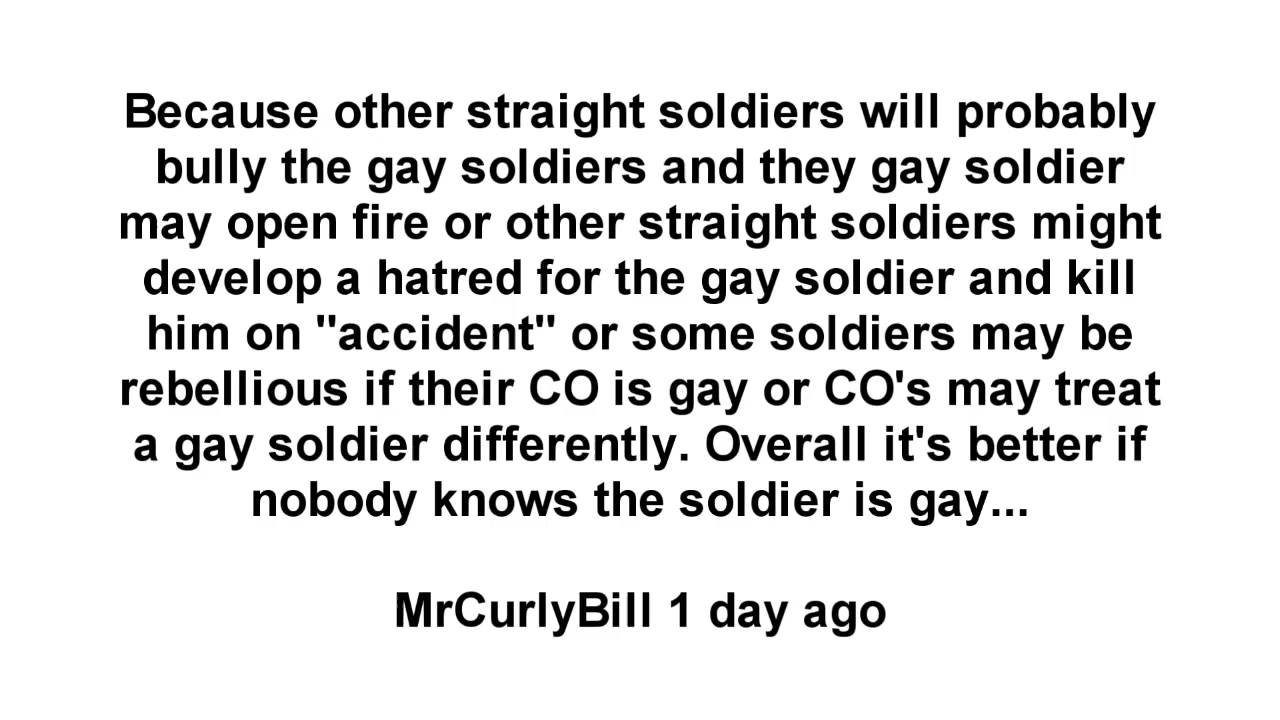 Because other straight soldiers will probably
bully the gay soldiers and they gay soldier
may open fire or other straight soldiers might
develop a hatred for the gay soldier and kill
him on "accident" or some soldiers may be
rebellious if their CO is gay or CO's may treat
a gay soldier differently. Overall it's better if
nobody knows the soldier is gay...
MrCurlyBill 1 day ago